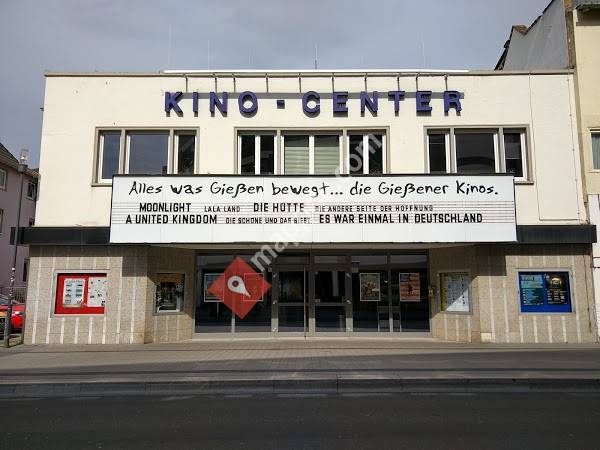 KINO - CENTER
Alles was Gießen bewegt... die Gießener Kinos.
MOONLIGHT LALA LAND DIE HÜTTE DIE ANDERE SEITE DER HOFFNUNG
A UNITED KINGDOM DIE SCHÖNE UND DAS BIEST ES WAR EINMAL IN DEUTSCHLAND